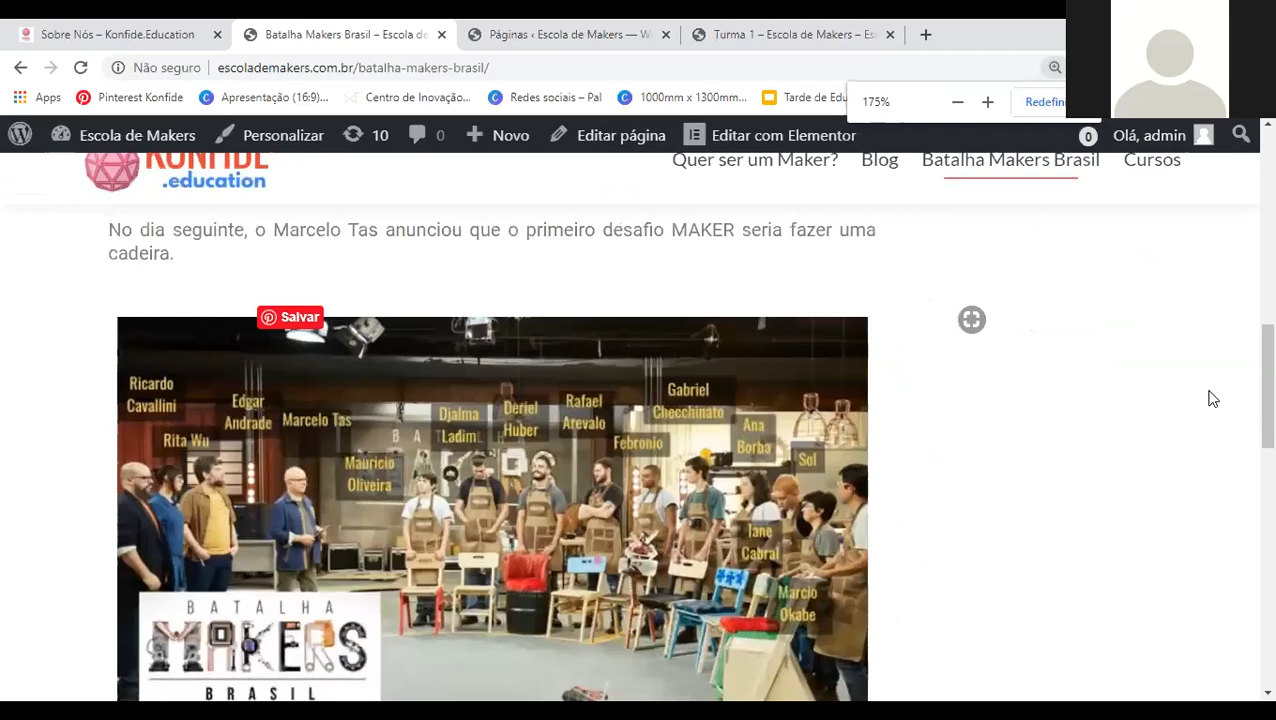 Sobre Nós – Konfide.Education
Batalha Makers Brasil – Escola de
Páginas ‹ Escola de Makers — W
Turma 1 – Escola de Makers – Es
Não seguro
escolademakers.com.br/batalha-makers-brasil/
Apps
Pinterest Konfide
Apresentação (16:9)...
Centro de Inovação...
Redes sociais – Pal
1000mm x 1300mm...
Tarde de Edu
175%
Redefini
Escola de Makers
Personalizar
10
0
Novo
Editar página
Editar com Elementor
0
Olá, admin
KONFIDE
.education
Quer ser um Maker?
Blog
Batalha Makers Brasil
Cursos
No dia seguinte, o Marcelo Tas anunciou que o primeiro desafio MAKER seria fazer uma
cadeira.
Salvar
Ricardo
Cavallini
Rita Wu
Edgar
Andrade
Marcelo Tas
Mauricio
Oliveira
Djalma
Ladim
Deriel
Huber
Rafael
Arevalo
Febronio
Gabriel
Checchinato
Ana
Borba
Sol
Jane
Cabral
Marcio
Okabe
BATALHA
MAKERS
BRASIL